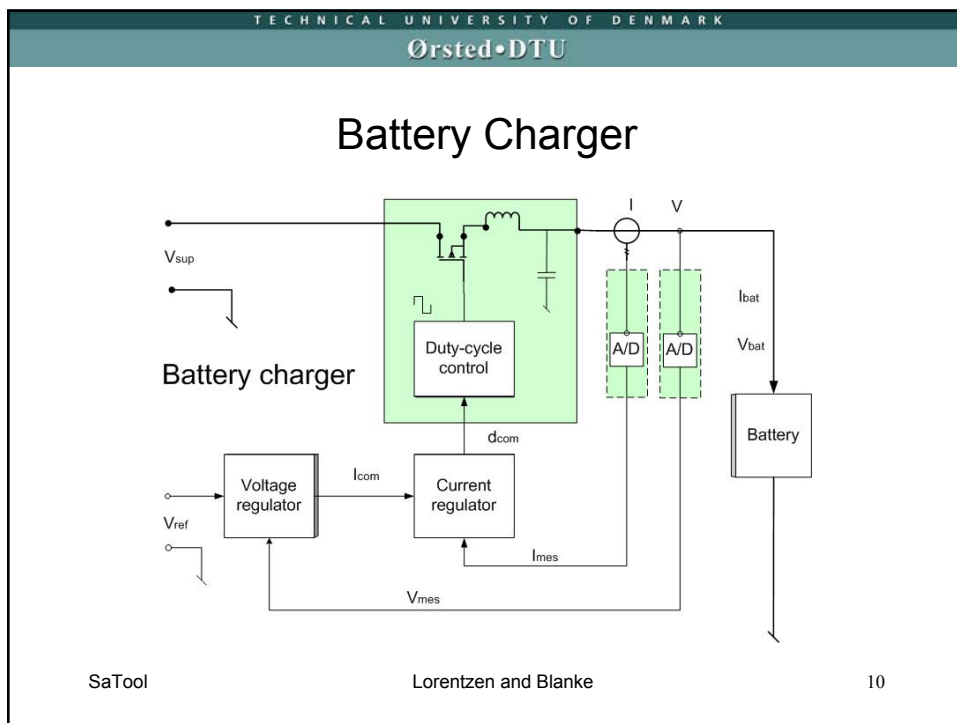 TECHNICAL UNIVERSITY OF DENMARK
Ørsted•DTU
Battery Charger
I V
Vsup
Duty-cycle
control
A/D A/D
Ibat
Vbat
Battery charger
Battery
dcom
Voltage
regulator
Icom
Current
regulator
Vref
Imes
Vmes
SaTool Lorentzen and Blanke 10